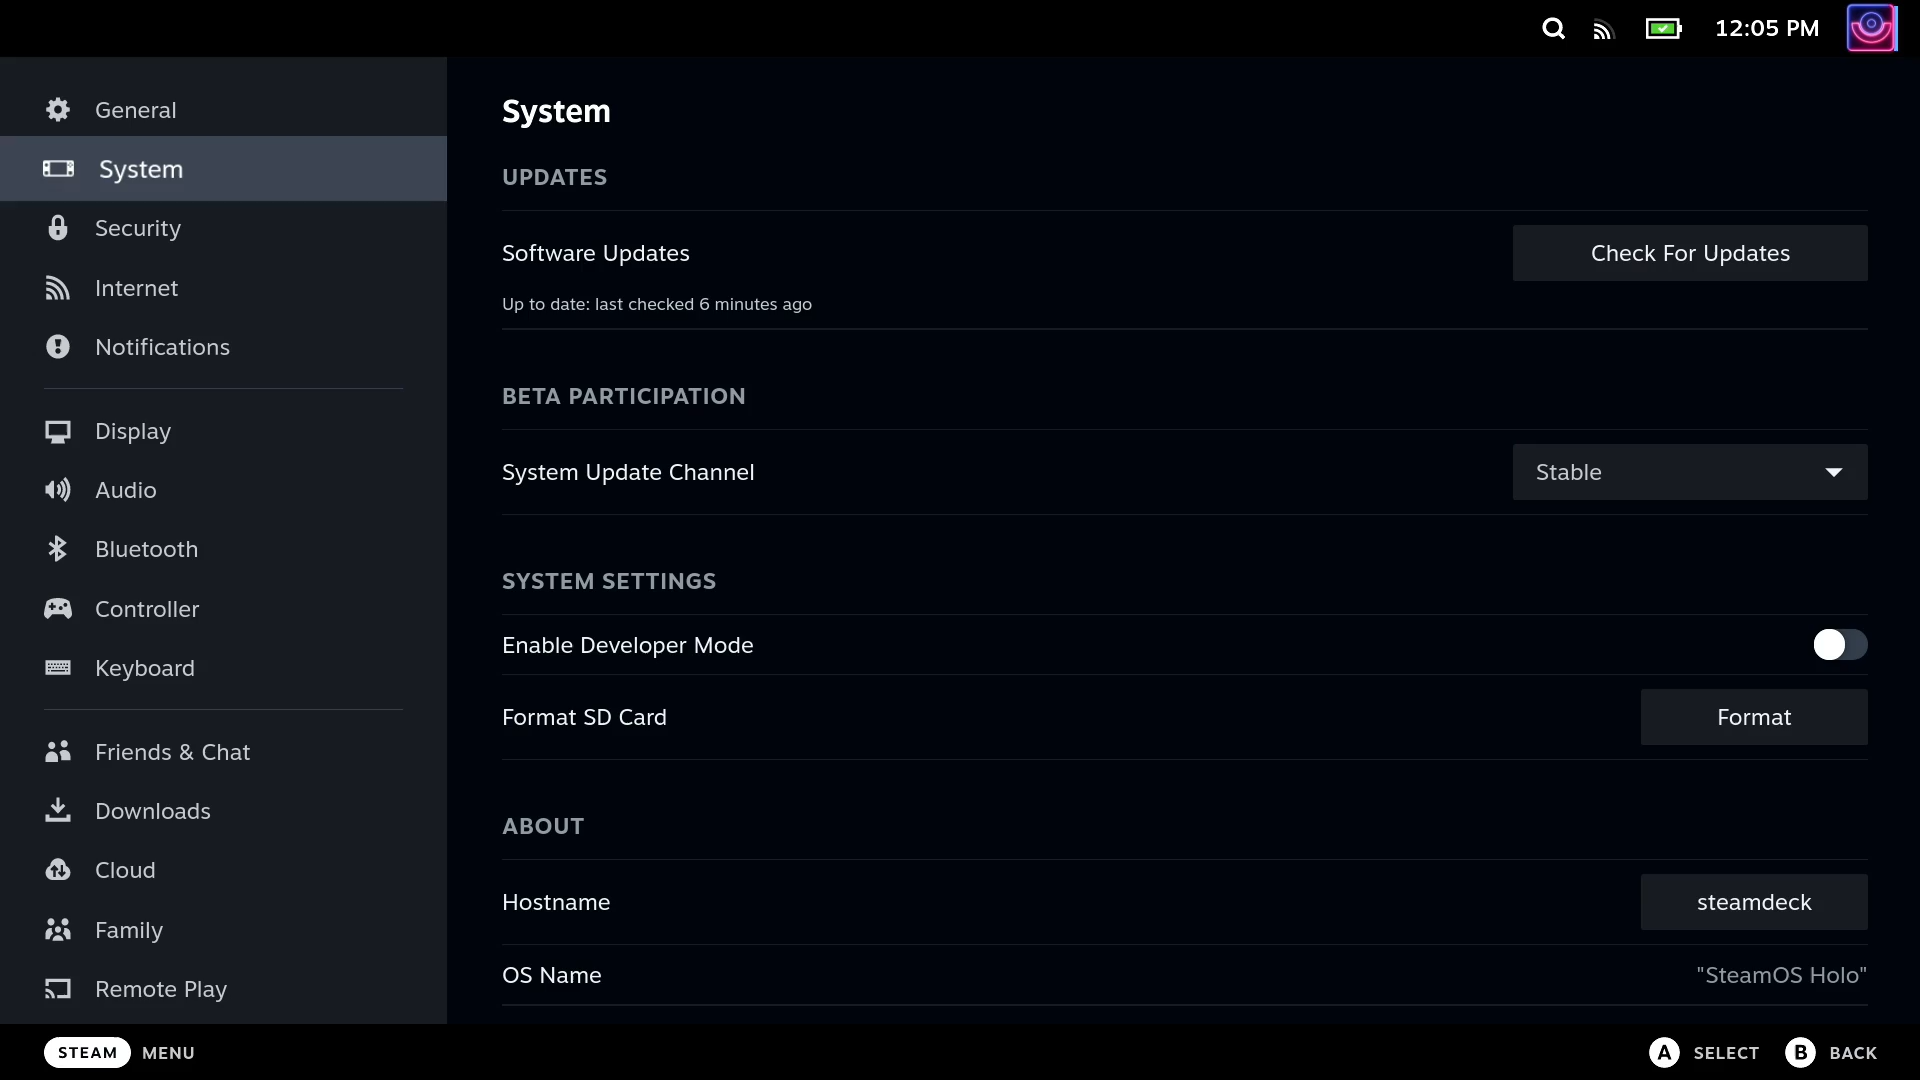 12:05 PM
General
System
Security
Internet
Notifications
Display
Audio
Bluetooth
Controller
Keyboard
Friends & Chat
Downloads
Cloud
Family
Remote Play
System
UPDATES
Software Updates
Check For Updates
Up to date: last checked 6 minutes ago
BETA PARTICIPATION
System Update Channel
Stable
SYSTEM SETTINGS
Enable Developer Mode
Format SD Card
Format
ABOUT
Hostname
steamdeck
OS Name
"SteamOS Holo"
STEAM MENU
A SELECT B BACK